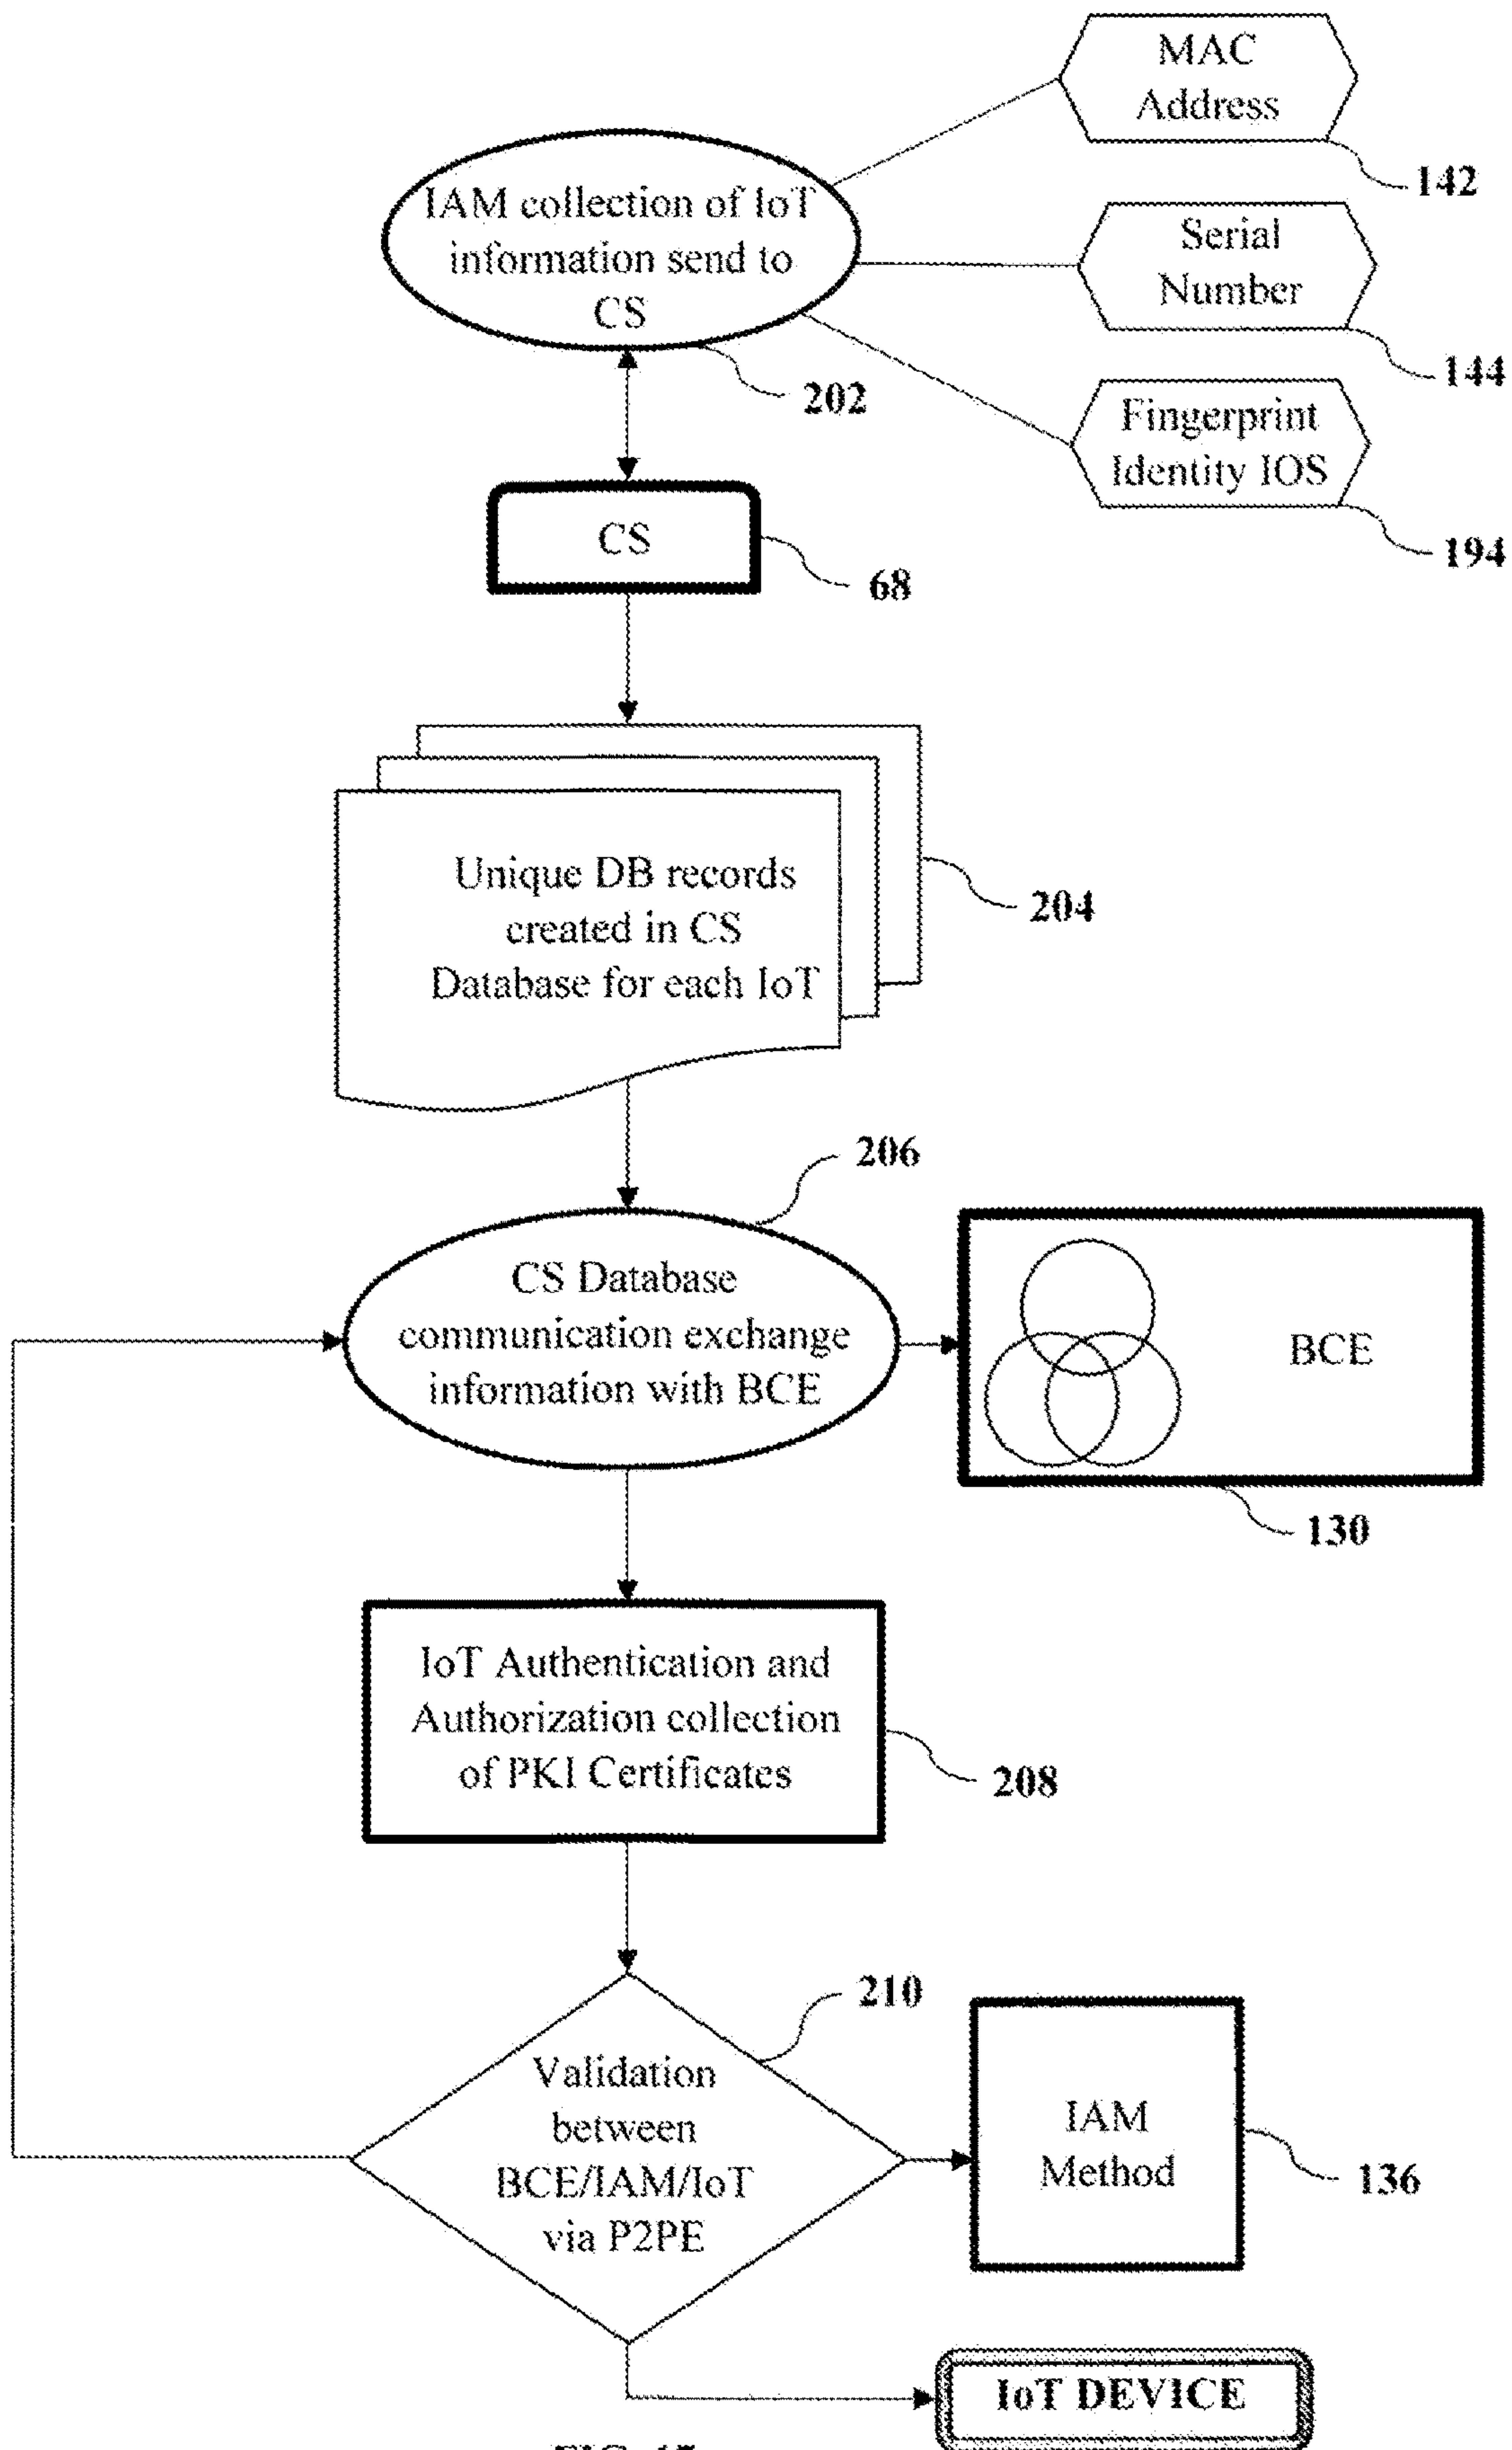 MAC
Address
142
IAM collection of IoT
information send to
CS
202
Serial
Number
144
Fingerprint
Identity IOS
194
CS
68
Unique DB records
created in CS
Database for each IoT
204
206
CS Database
communication exchange
information with BCE
BCE
130
IoT Authentication and
Authorization collection
of PKI Certificates
208
210
Validation
between
BCE/IAM/IoT
via P2PE
IAM
Method
136
IoT DEVICE